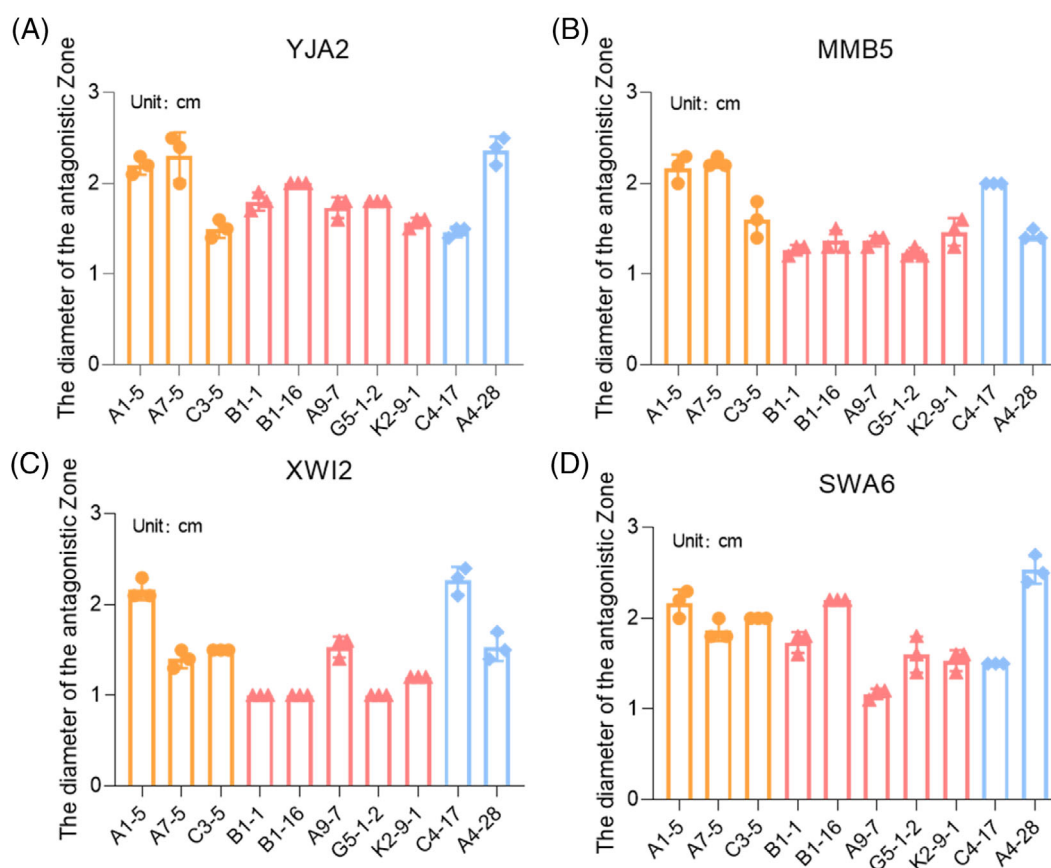 (A)
YJA2
The diameter of the antagonistic Zone
Unit: cm
3
2
1
0
A1-5
A7-5
C3-5
B1-1
B1-16
A9-7
G5-1-2
K2-9-1
C4-17
A4-28
(B)
MMB5
The diameter of the antagonistic Zone
Unit: cm
3
2
1
0
A1-5
A7-5
C3-5
B1-1
B1-16
A9-7
G5-1-2
K2-9-1
C4-17
A4-28
(C)
XWI2
The diameter of the antagonistic Zone
Unit: cm
3
2
1
0
A1-5
A7-5
C3-5
B1-1
B1-16
A9-7
G5-1-2
K2-9-1
C4-17
A4-28
(D)
SWA6
The diameter of the antagonistic Zone
Unit: cm
3
2
1
0
A1-5
A7-5
C3-5
B1-1
B1-16
A9-7
G5-1-2
K2-9-1
C4-17
A4-28